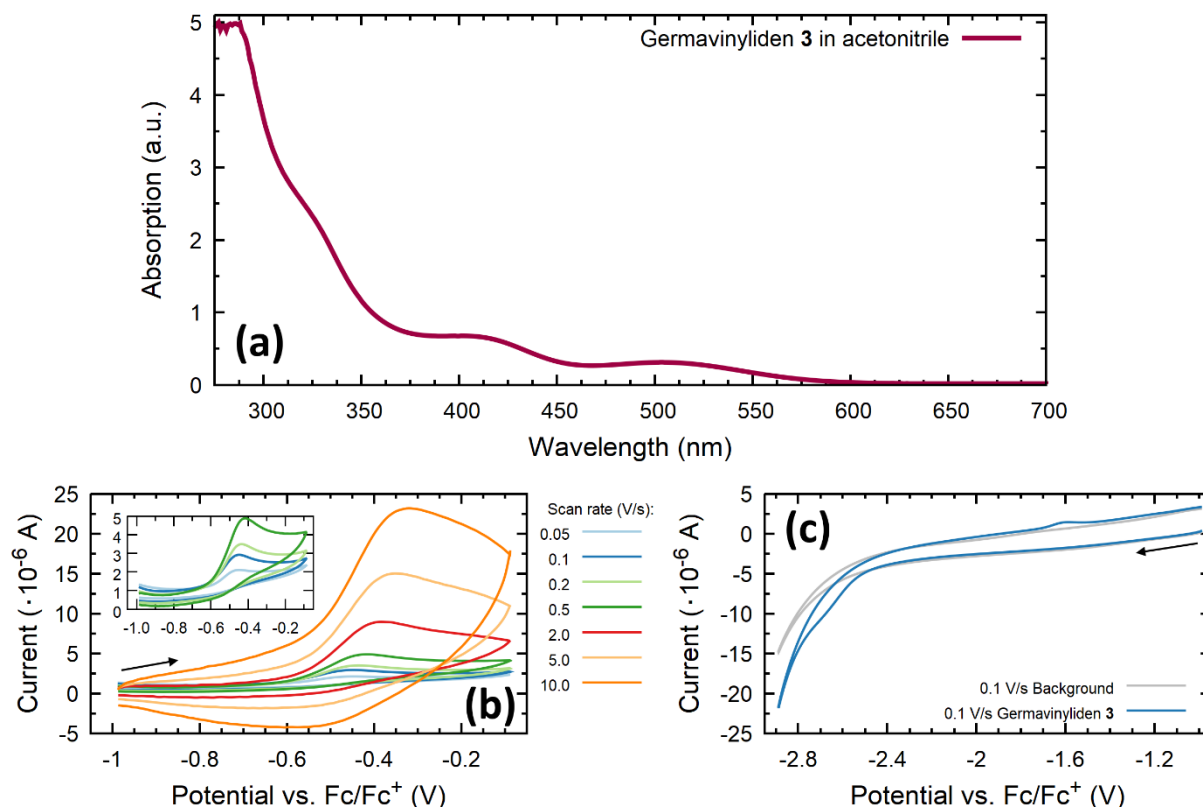 Germavinyliden 3 in acetonitrile
Absorption (a.u.)
5
4
3
2
1
0
(a)
300 350 400 450 500 550 600 650 700
Wavelength (nm)
Current (·10⁻⁶ A)
25
20
15
10
5
0
-5
5
4
3
2
1
0
-1.0 -0.8 -0.6 -0.4 -0.2
(b)
-1 -0.8 -0.6 -0.4 -0.2
Potential vs. Fc/Fc⁺ (V)
Scan rate (V/s):
0.05
0.1
0.2
0.5
2.0
5.0
10.0
Current (·10⁻⁶ A)
5
0
-5
-10
-15
-20
-25
(c)
0.1 V/s Background
0.1 V/s Germavinyliden 3
-2.8 -2.4 -2 -1.6 -1.2
Potential vs. Fc/Fc⁺ (V)